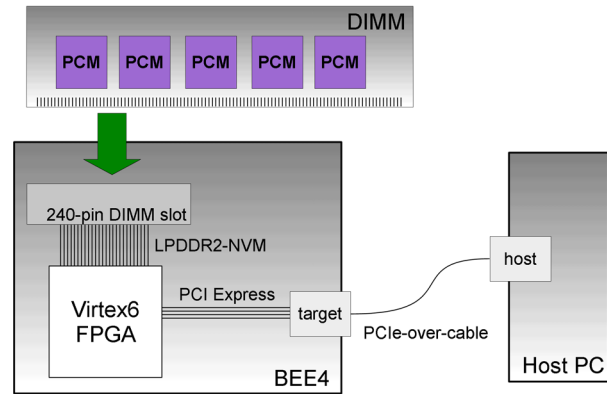 DIMM
PCM PCM PCM PCM PCM
240-pin DIMM slot
LPDDR2-NVM
Virtex6
FPGA
PCI Express
target
PCIe-over-cable
host
BEE4
Host PC